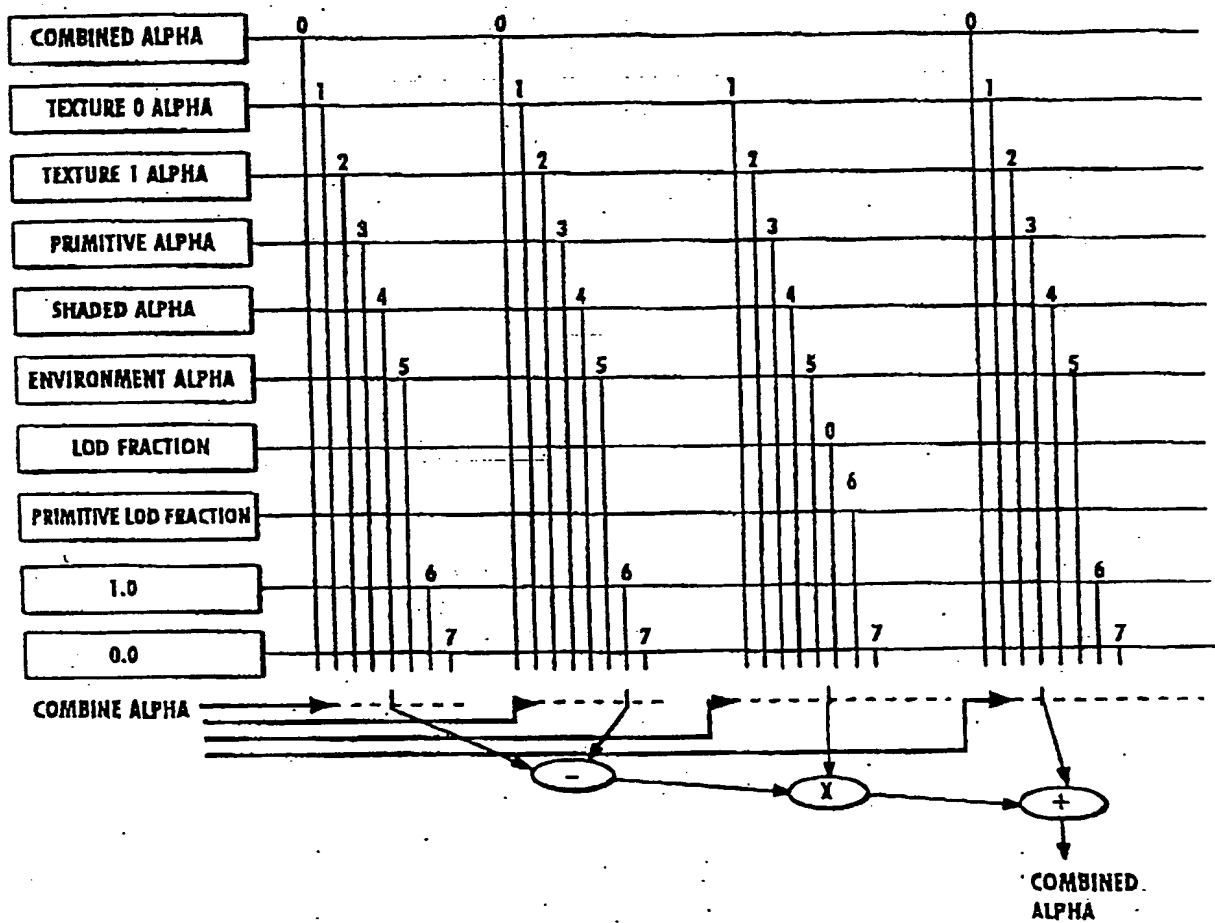 0 0 0
COMBINED ALPHA
1 1 1 1
TEXTURE 0 ALPHA
2 2 2 2
TEXTURE 1 ALPHA
3 3 3 3
PRIMITIVE ALPHA
4 4 4 4
SHADED ALPHA
5 5 5 5
ENVIRONMENT ALPHA
0
LOD FRACTION
6
PRIMITIVE LOD FRACTION
6 6 6
1.0
7 7 7 7
0.0
COMBINE ALPHA
-
X
+
COMBINED
ALPHA